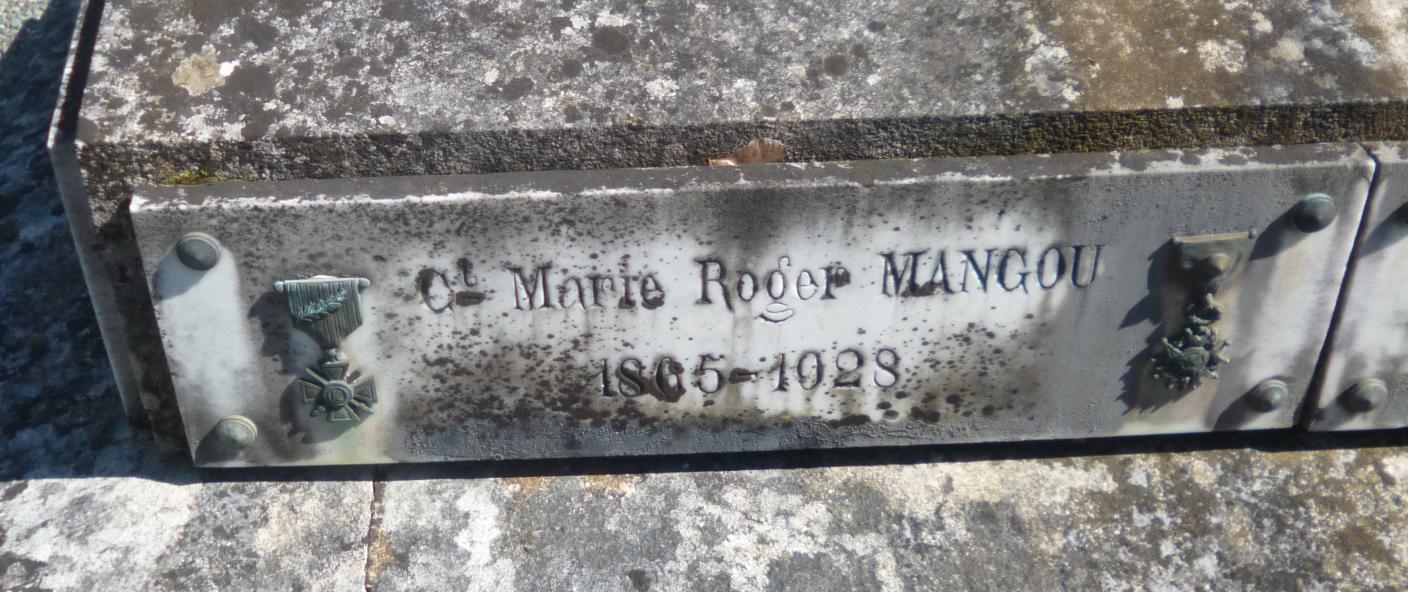 Ct Marie Roger MANGOU
1865-1928